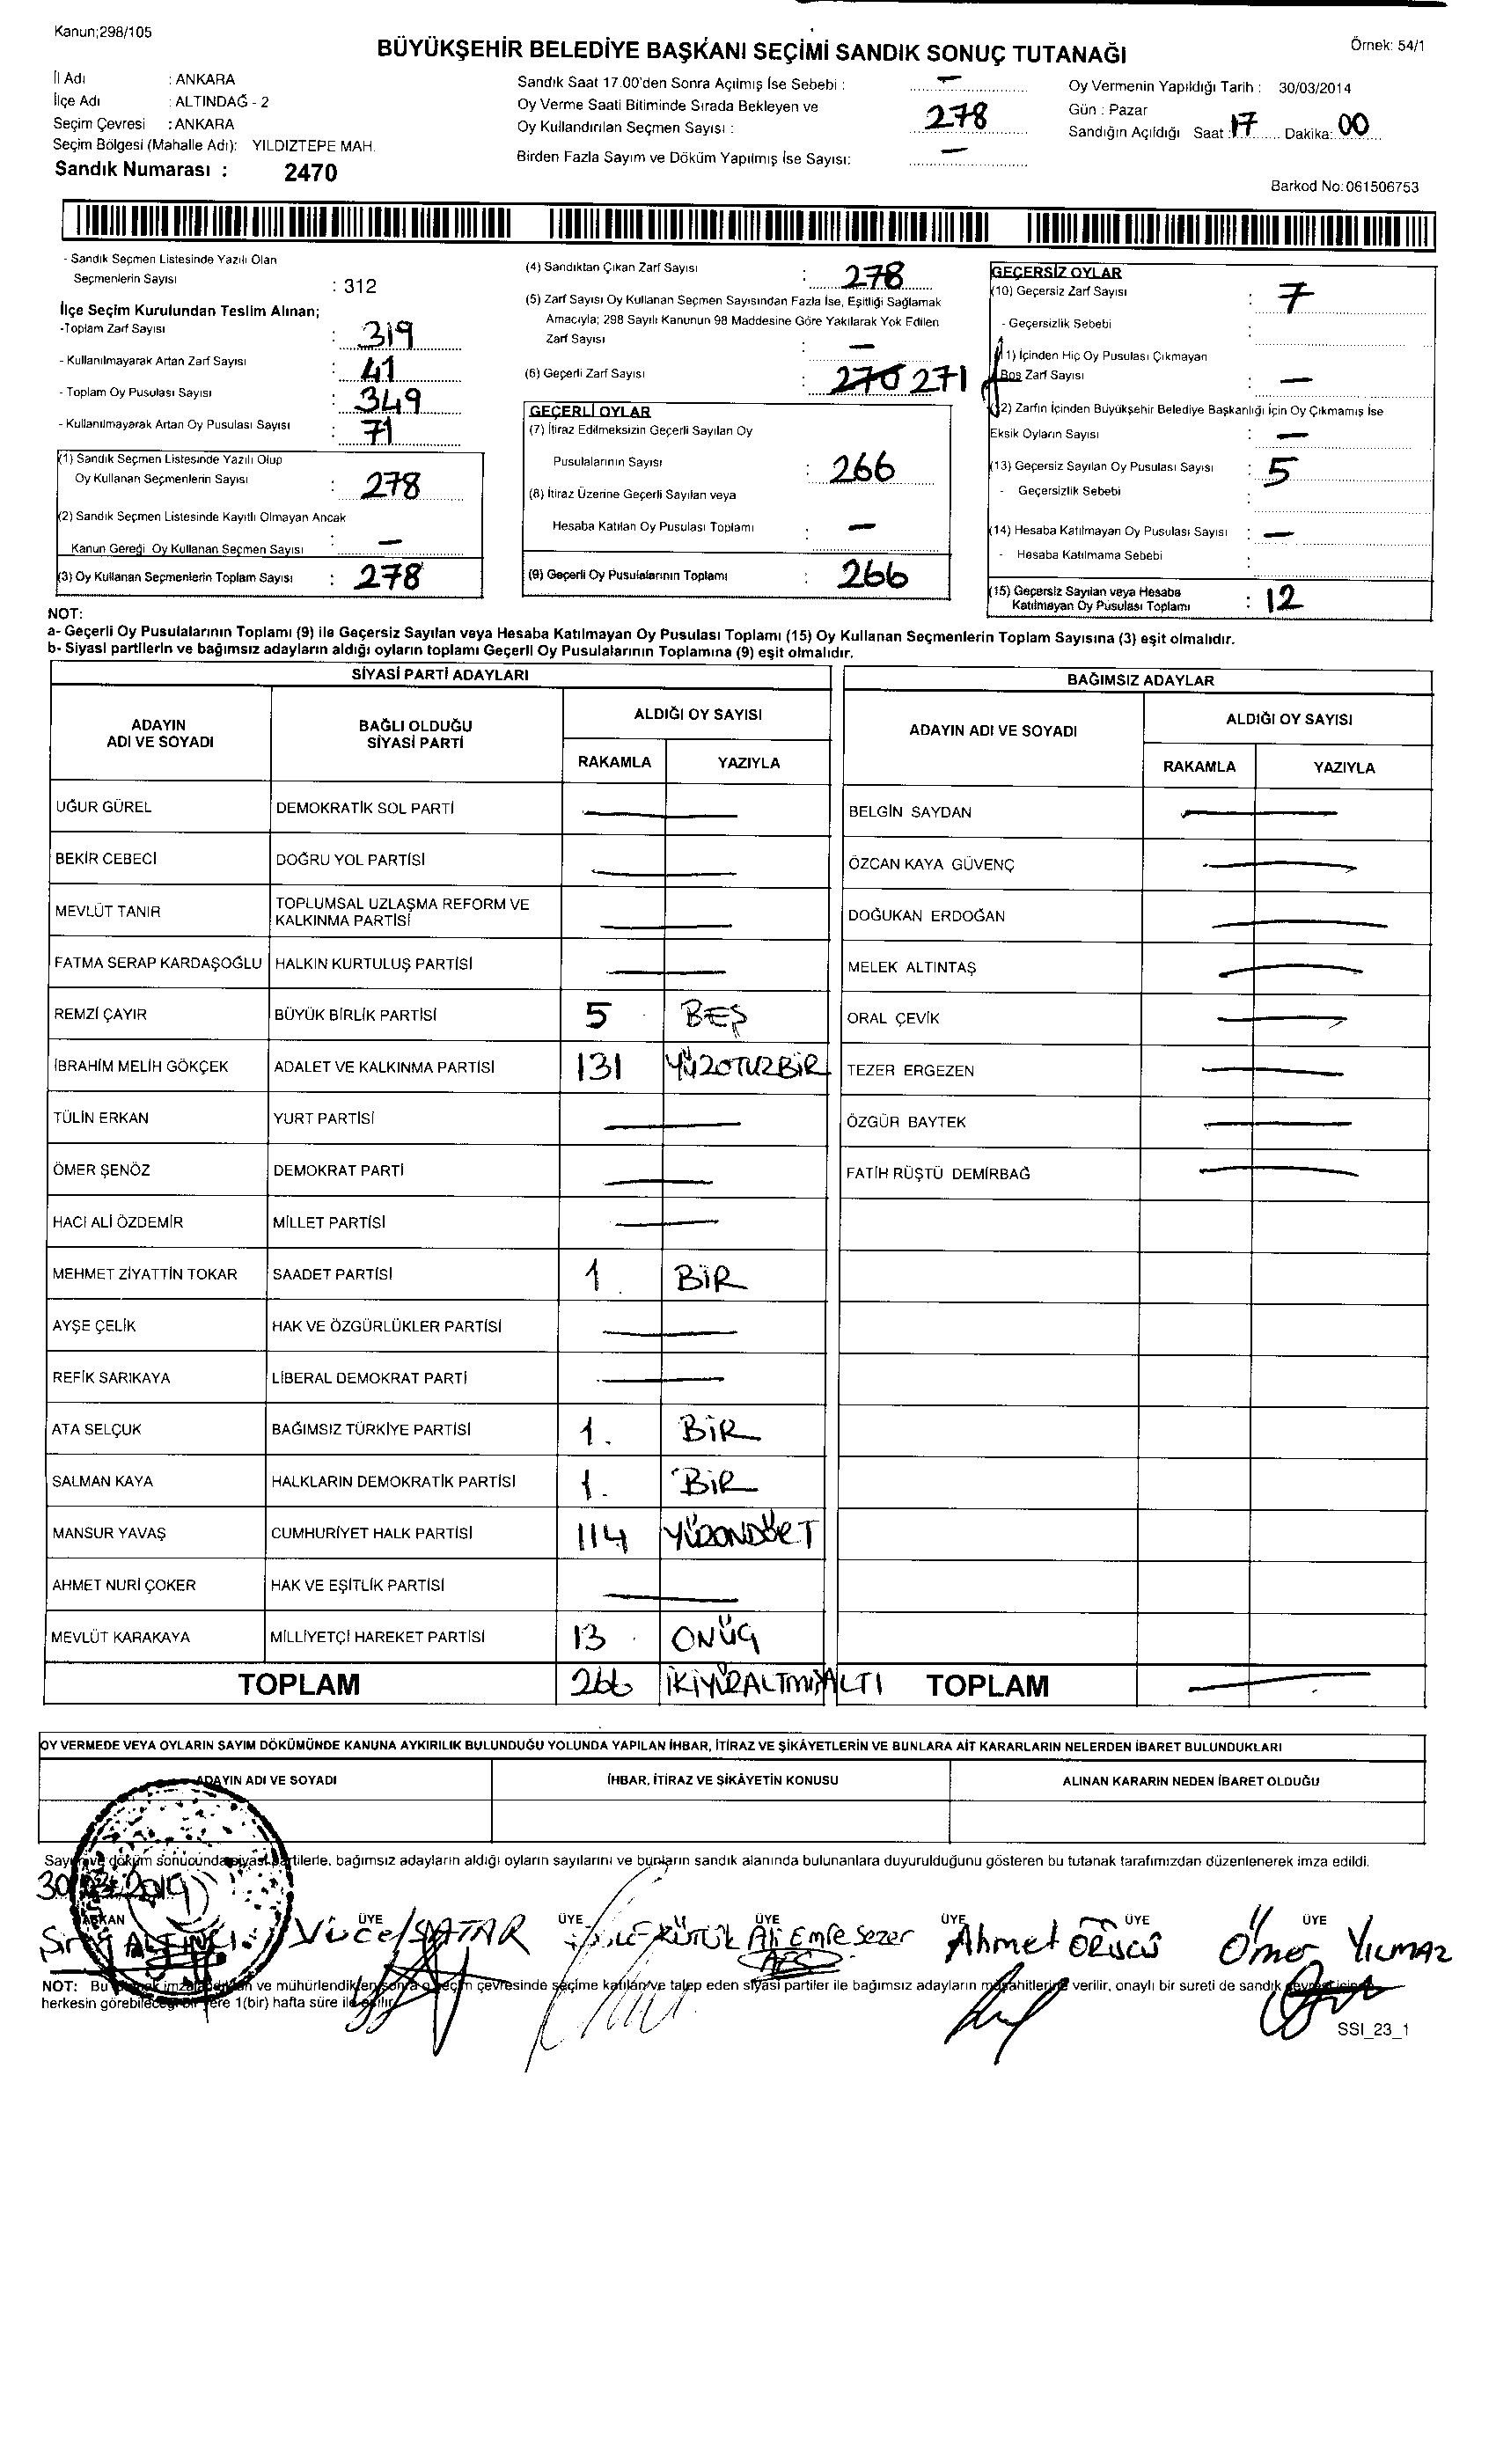 Kanun;298/105
BÜYÜKŞEHİR BELEDİYE BAŞKANI SEÇİMİ SANDIK SONUÇ TUTANAĞI
Örnek: 54/1
İl Adı : ANKARA
İlçe Adı : ALTINDAĞ - 2
Seçim Çevresi : ANKARA
Seçim Bölgesi (Mahalle Adı): YILDIZTEPE MAH.
Sandık Numarası : 2470
Sandık Saat 17.00'den Sonra Açılmış İse Sebebi : -
Oy Verme Saati Bitiminde Sırada Bekleyen ve
Oy Kullandırılan Seçmen Sayısı : 278
Birden Fazla Sayım ve Döküm Yapılmış İse Sayısı: -
Oy Vermenin Yapıldığı Tarih : 30/03/2014
Gün : Pazar
Sandığın Açıldığı Saat : 17 Dakika: 00
Barkod No: 061506753
- Sandık Seçmen Listesinde Yazılı Olan
Seçmenlerin Sayısı : 312
İlçe Seçim Kurulundan Teslim Alınan;
-Toplam Zarf Sayısı : 319
- Kullanılmayarak Artan Zarf Sayısı : 41
- Toplam Oy Pusulası Sayısı : 349
- Kullanılmayarak Artan Oy Pusulası Sayısı : 71
(1) Sandık Seçmen Listesinde Yazılı Olup
Oy Kullanan Seçmenlerin Sayısı : 278
(2) Sandık Seçmen Listesinde Kayıtlı Olmayan Ancak
Kanun Gereği Oy Kullanan Seçmen Sayısı : -
(3) Oy Kullanan Seçmenlerin Toplam Sayısı : 278
(4) Sandıktan Çıkan Zarf Sayısı : 278
(5) Zarf Sayısı Oy Kullanan Seçmen Sayısından Fazla İse, Eşitliği Sağlamak
Amacıyla; 298 Sayılı Kanunun 98 Maddesine Göre Yakılarak Yok Edilen
Zarf Sayısı : -
(6) Geçerli Zarf Sayısı : 270 271
GEÇERLİ OYLAR
(7) İtiraz Edilmeksizin Geçerli Sayılan Oy
Pusulalarının Sayısı : 266
(8) İtiraz Üzerine Geçerli Sayılan veya
Hesaba Katılan Oy Pusulası Toplamı : -
(9) Geçerli Oy Pusulalarının Toplamı : 266
GEÇERSİZ OYLAR
(10) Geçersiz Zarf Sayısı : 7
- Geçersizlik Sebebi :
(11) İçinden Hiç Oy Pusulası Çıkmayan
Boş Zarf Sayısı : -
(12) Zarfın İçinden Büyükşehir Belediye Başkanlığı İçin Oy Çıkmamış İse
Eksik Oyların Sayısı : -
(13) Geçersiz Sayılan Oy Pusulası Sayısı : 5
- Geçersizlik Sebebi :
(14) Hesaba Katılmayan Oy Pusulası Sayısı : -
- Hesaba Katılmama Sebebi :
(15) Geçersiz Sayılan veya Hesaba
Katılmayan Oy Pusulası Toplamı : 12
NOT:
a- Geçerli Oy Pusulalarının Toplamı (9) ile Geçersiz Sayılan veya Hesaba Katılmayan Oy Pusulası Toplamı (15) Oy Kullanan Seçmenlerin Toplam Sayısına (3) eşit olmalıdır.
b- Siyasi partilerin ve bağımsız adayların aldığı oyların toplamı Geçerli Oy Pusulalarının Toplamına (9) eşit olmalıdır.
SİYASİ PARTİ ADAYLARI
ADAYIN ADI VE SOYADI
BAĞLI OLDUĞU SİYASİ PARTİ
ALDIĞI OY SAYISI
RAKAMLA YAZIYLA
UĞUR GÜREL DEMOKRATİK SOL PARTİ -
BEKİR CEBECİ DOĞRU YOL PARTİSİ -
MEVLÜT TANIR TOPLUMSAL UZLAŞMA REFORM VE KALKINMA PARTİSİ -
FATMA SERAP KARDAŞOĞLU HALKIN KURTULUŞ PARTİSİ -
REMZİ ÇAYIR BÜYÜK BİRLİK PARTİSİ 5 BEŞ
İBRAHİM MELİH GÖKÇEK ADALET VE KALKINMA PARTİSİ 131 YÜZOTUZBİR
TÜLİN ERKAN YURT PARTİSİ -
ÖMER ŞENÖZ DEMOKRAT PARTİ -
HACI ALİ ÖZDEMİR MİLLET PARTİSİ -
MEHMET ZİYATTİN TOKAR SAADET PARTİSİ 1 BİR
AYŞE ÇELİK HAK VE ÖZGÜRLÜKLER PARTİSİ -
REFİK SARIKAYA LİBERAL DEMOKRAT PARTİ -
ATA SELÇUK BAĞIMSIZ TÜRKİYE PARTİSİ 1. BİR
SALMAN KAYA HALKLARIN DEMOKRATİK PARTİSİ 1. BİR
MANSUR YAVAŞ CUMHURİYET HALK PARTİSİ 114 YÜZONDÖRT
AHMET NURİ ÇOKER HAK VE EŞİTLİK PARTİSİ -
MEVLÜT KARAKAYA MİLLİYETÇİ HAREKET PARTİSİ 13 ONÜÇ
TOPLAM 266 İKİYÜZALTMIŞALTI
BAĞIMSIZ ADAYLAR
ADAYIN ADI VE SOYADI
ALDIĞI OY SAYISI
RAKAMLA YAZIYLA
BELGİN SAYDAN -
ÖZCAN KAYA GÜVENÇ -
DOĞUKAN ERDOĞAN -
MELEK ALTINTAŞ -
ORAL ÇEVİK -
TEZER ERGEZEN -
ÖZGÜR BAYTEK -
FATİH RÜŞTÜ DEMİRBAĞ -
TOPLAM -
OY VERMEDE VEYA OYLARIN SAYIM DÖKÜMÜNDE KANUNA AYKIRILIK BULUNDUĞU YOLUNDA YAPILAN İHBAR, İTİRAZ VE ŞİKÂYETLERİN VE BUNLARA AİT KARARLARIN NELERDEN İBARET BULUNDUKLARI
ADAYIN ADI VE SOYADI
İHBAR, İTİRAZ VE ŞİKÂYETİN KONUSU
ALINAN KARARIN NEDEN İBARET OLDUĞU
Sayım ve döküm sonucunda siyasi partilerle, bağımsız adayların aldığı oyların sayılarını ve bunların sandık alanında bulunanlara duyurulduğunu gösteren bu tutanak tarafımızdan düzenlenerek imza edildi.
BAŞKAN ÜYE ÜYE ÜYE ÜYE ÜYE ÜYE
Yücel SATAR
KÜTÜK
Ali Emre Sezer
Ahmet ÖRÜCÜ
Ömer YILMAZ
NOT: Bu tutanak imzalandıktan ve mühürlendikten sonra o seçim çevresinde seçime katılan ve talep eden siyasi partiler ile bağımsız adayların müşahitlerine verilir, onaylı bir sureti de sandık çevresi içinde
herkesin görebileceği bir yere 1(bir) hafta süre ile asılır.
SSI_23_1